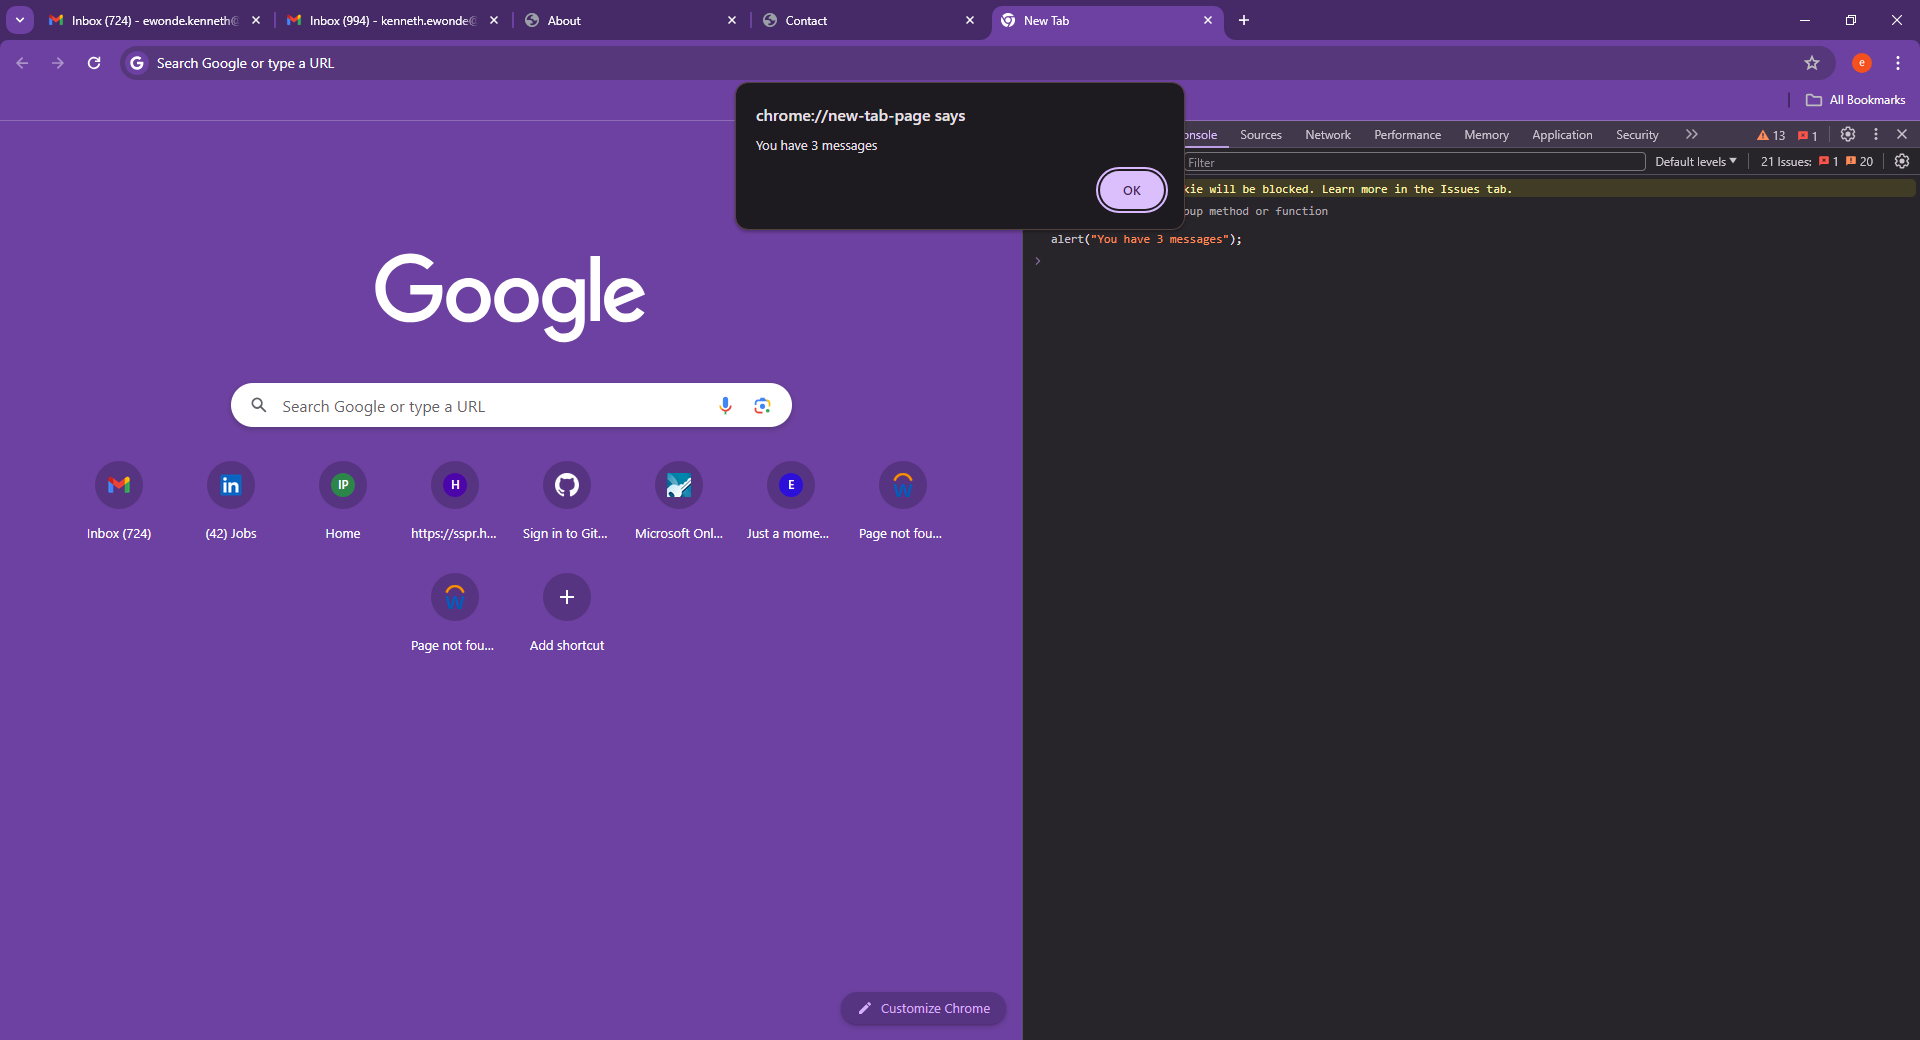 Inbox (724) - ewonde.kenneth@
Inbox (994) - kenneth.ewonde@
About
Contact
New Tab
Search Google or type a URL
e
All Bookmarks
chrome://new-tab-page says
You have 3 messages
OK
onsole
Sources
Network
Performance
Memory
Application
Security
13
1
Filter
Default levels
21 Issues:
1
20
kie will be blocked. Learn more in the Issues tab.
method or function
alert("You have 3 messages");
Google
Search Google or type a URL
in
IP
H
E
W
Inbox (724)
(42) Jobs
Home
https://sspr.h...
Sign in to Git...
Microsoft Onl...
Just a mome...
Page not fou...
W
Page not fou...
Add shortcut
Customize Chrome